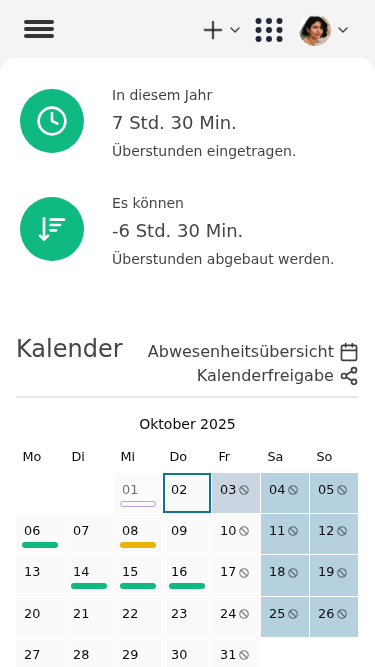 In diesem Jahr
7 Std. 30 Min.
Überstunden eingetragen.
Es können
-6 Std. 30 Min.
Überstunden abgebaut werden.
Kalender
Abwesenheitsübersicht
Kalenderfreigabe
Oktober 2025
Mo Di Mi Do Fr Sa So
01 02 03 04 05
06 07 08 09 10 11 12
13 14 15 16 17 18 19
20 21 22 23 24 25 26
27 28 29 30 31